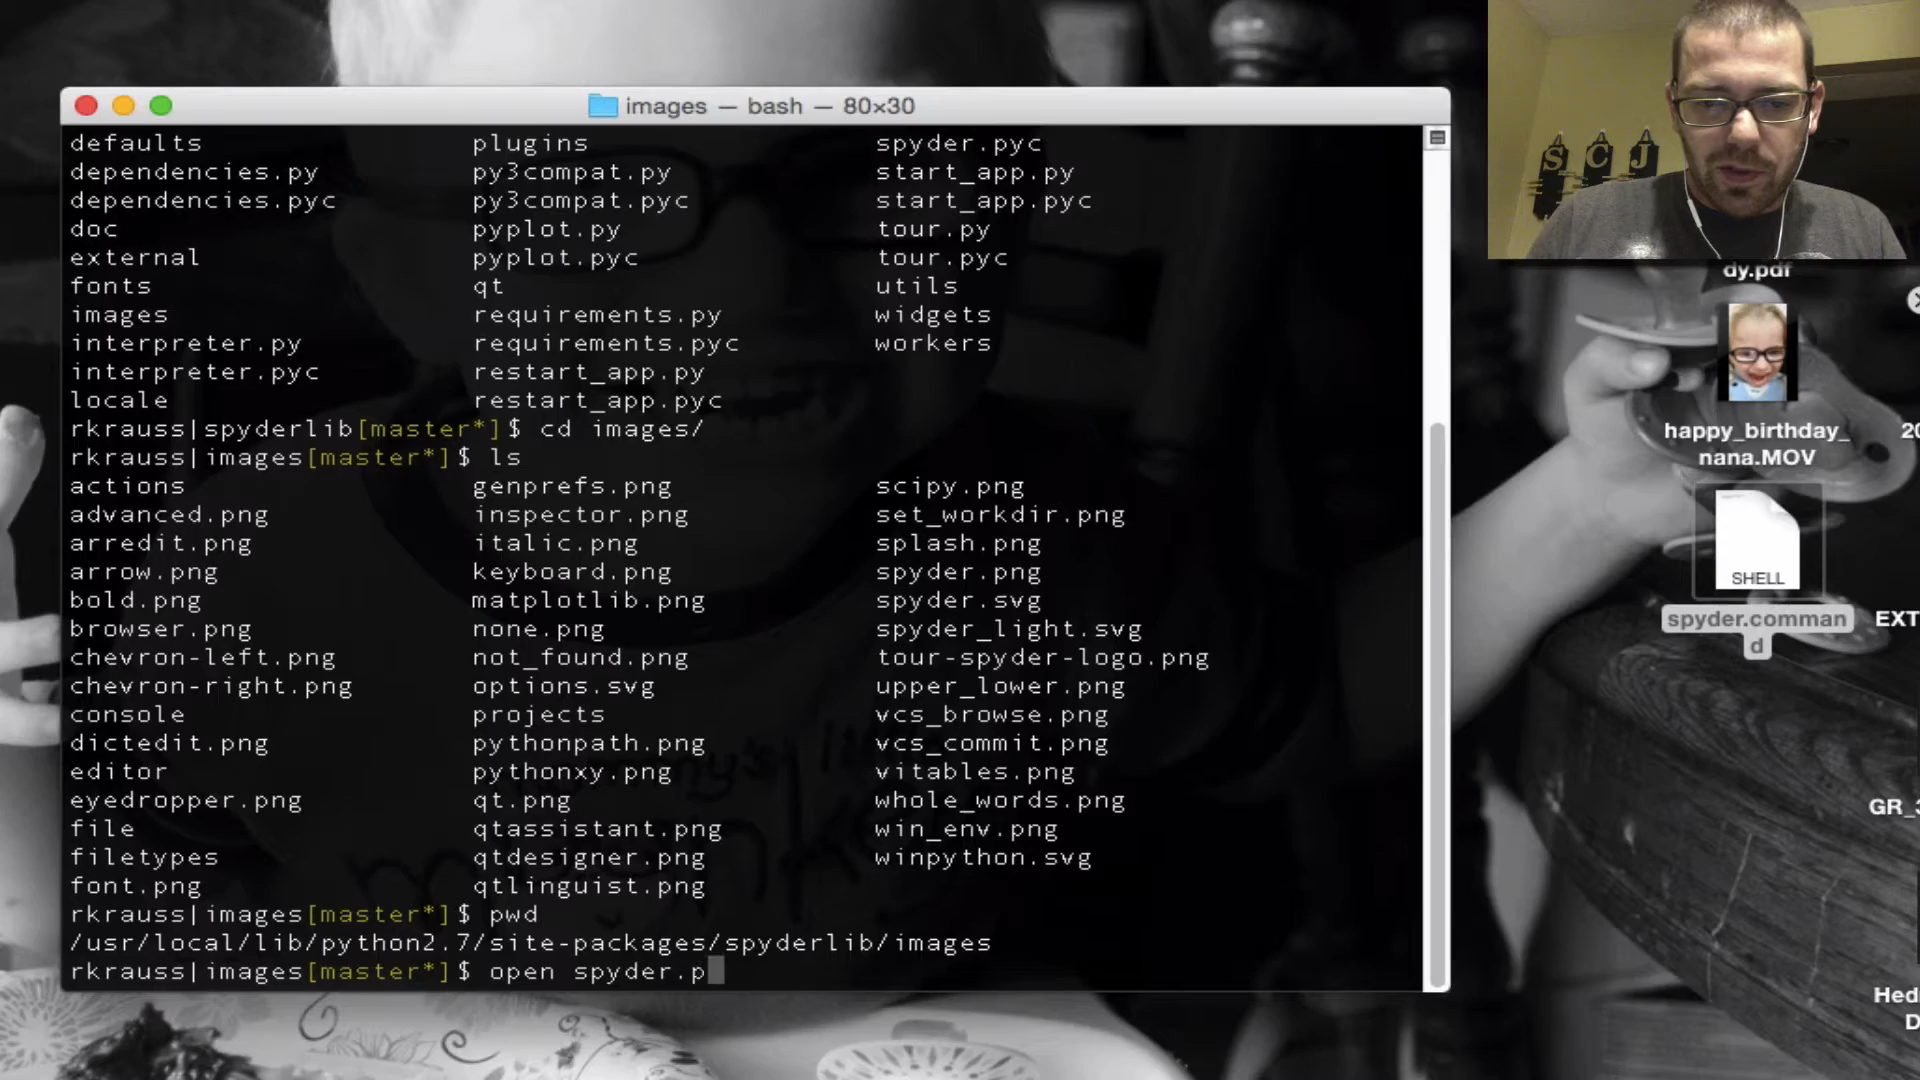 images — bash — 80×30
defaults plugins spyder.pyc
dependencies.py py3compat.py start_app.py
dependencies.pyc py3compat.pyc start_app.pyc
doc pyplot.py tour.py
external pyplot.pyc tour.pyc
fonts qt utils
images requirements.py widgets
interpreter.py requirements.pyc workers
interpreter.pyc restart_app.py
locale restart_app.pyc
rkrauss|spyderlib[master*]$ cd images/
rkrauss|images[master*]$ ls
actions genprefs.png scipy.png
advanced.png inspector.png set_workdir.png
arredit.png italic.png splash.png
arrow.png keyboard.png spyder.png
bold.png matplotlib.png spyder.svg
browser.png none.png spyder_light.svg
chevron-left.png not_found.png tour-spyder-logo.png
chevron-right.png options.svg upper_lower.png
console projects vcs_browse.png
dictedit.png pythonpath.png vcs_commit.png
editor pythonxy.png vitables.png
eyedropper.png qt.png whole_words.png
file qtassistant.png win_env.png
filetypes qtdesigner.png winpython.svg
font.png qtlinguist.png
rkrauss|images[master*]$ pwd
/usr/local/lib/python2.7/site-packages/spyderlib/images
rkrauss|images[master*]$ open spyder.p
S C J
dy.pdf
happy_birthday_
nana.MOV
20
SHELL
spyder.comman
d
EXT
GR_3
Hedr
D